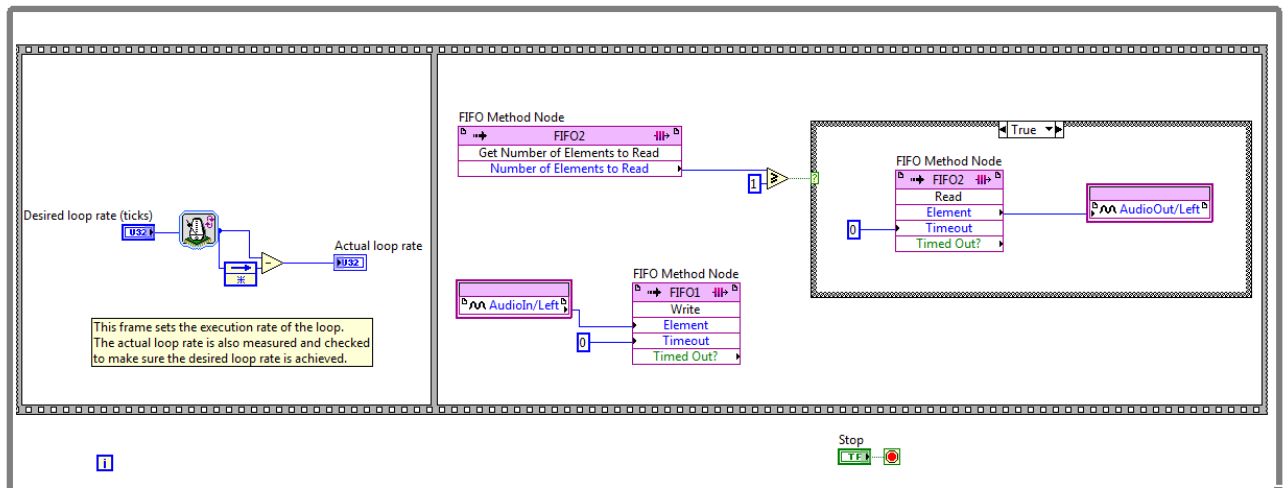 FIFO Method Node
FIFO2
Get Number of Elements to Read
Number of Elements to Read
1
True
FIFO Method Node
FIFO2
Read
Element
Timeout
Timed Out?
0
AudioOut/Left
Desired loop rate (ticks)
U32
Actual loop rate
U32
FIFO Method Node
FIFO1
Write
Element
Timeout
Timed Out?
AudioIn/Left
0
This frame sets the execution rate of the loop.
The actual loop rate is also measured and checked
to make sure the desired loop rate is achieved.
Stop
TF
i